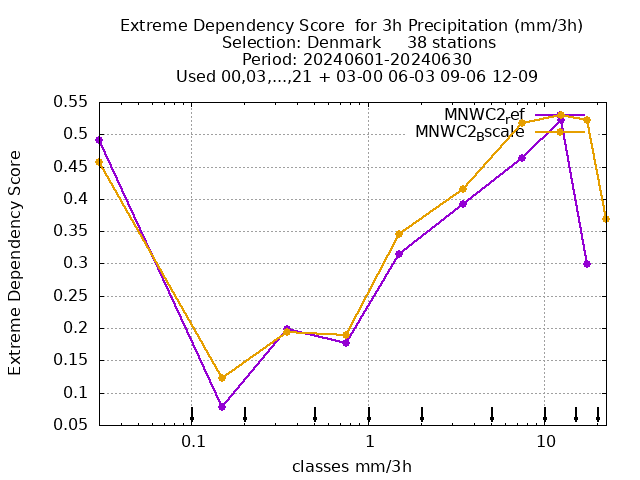 Extreme Dependency Score  for 3h Precipitation (mm/3h)
Selection: Denmark     38 stations
Period: 20240601-20240630
Used 00,03,...,21 + 03-00 06-03 09-06 12-09
MNWC2ref
MNWC2Bscale
Extreme Dependency Score
0.55
0.5
0.45
0.4
0.35
0.3
0.25
0.2
0.15
0.1
0.05
0.1 1 10
classes mm/3h